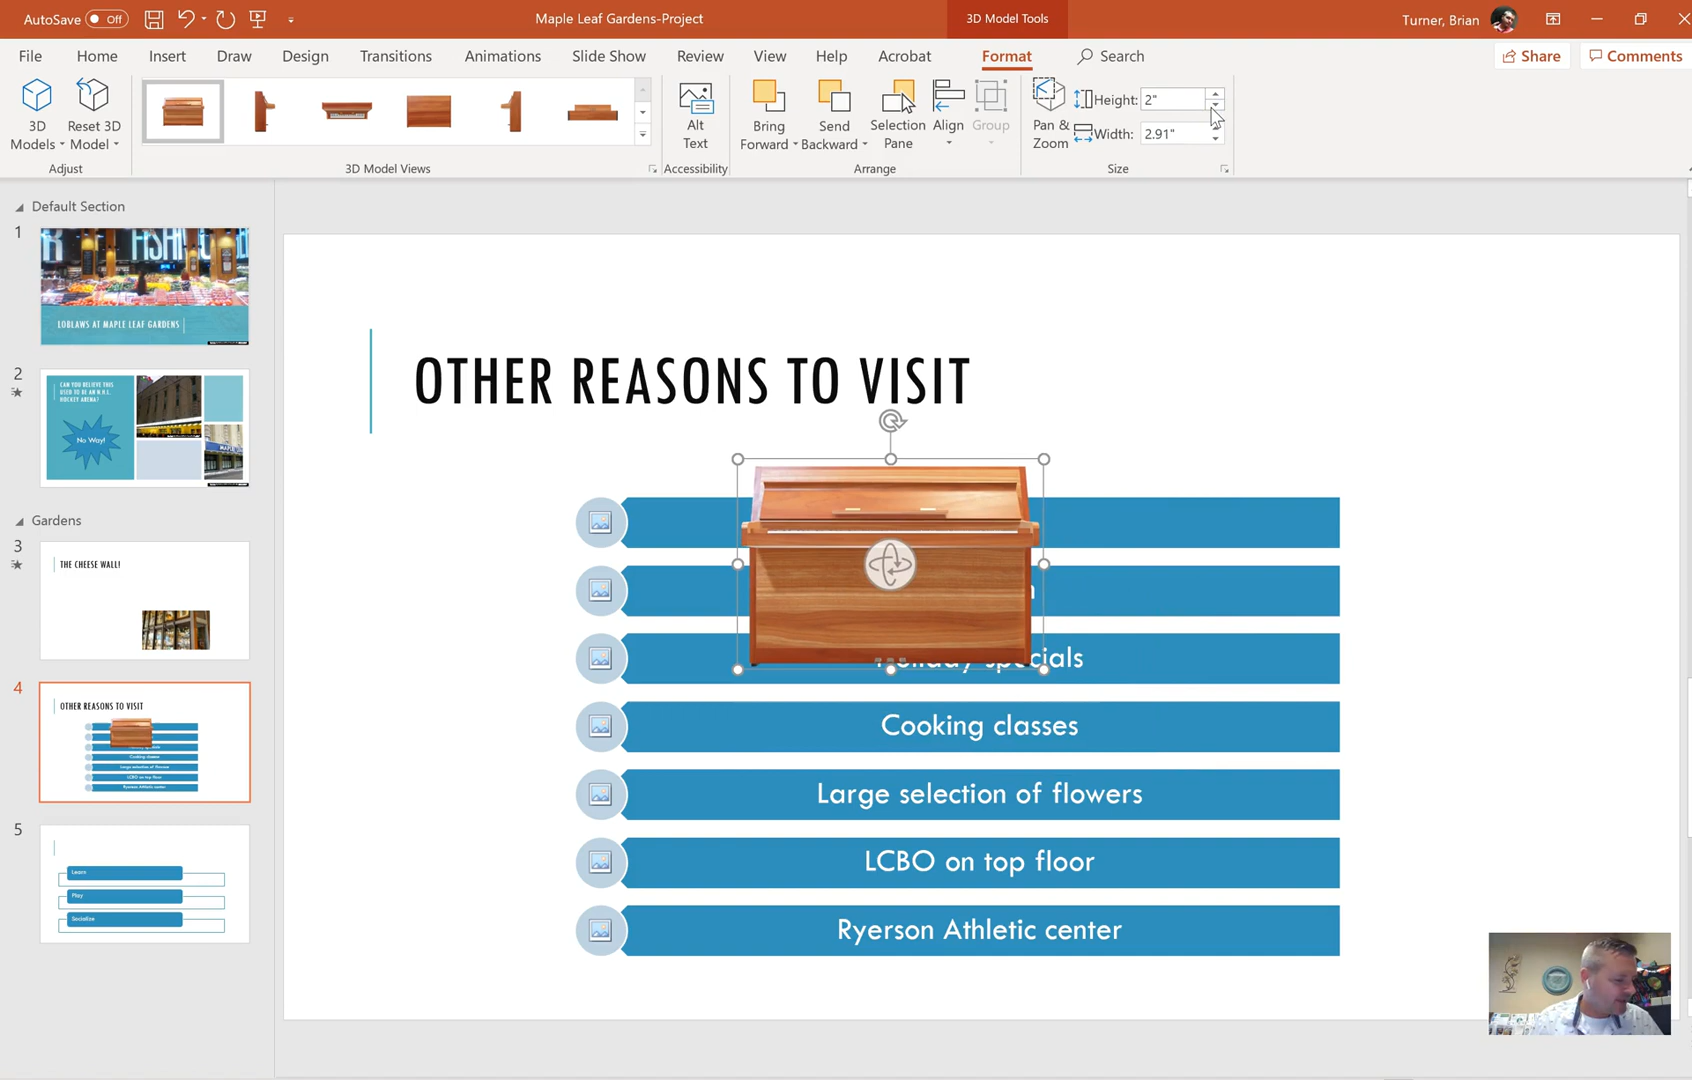 AutoSave Off
Maple Leaf Gardens-Project
3D Model Tools
Turner, Brian
File Home Insert Draw Design Transitions Animations Slide Show Review View Help Acrobat Format Search Share Comments
3D Models
Reset 3D Model
Alt Text
Bring Forward
Send Backward
Selection Pane
Align
Group
Pan & Zoom
Height: 2"
Width: 2.91"
Adjust
3D Model Views
Accessibility
Arrange
Size
Default Section
1
LOBLAWS AT MAPLE LEAF GARDENS
2
CAN YOU BELIEVE THIS
USED TO BE AN N.H.L.
HOCKEY ARENA?
No Way!
Gardens
3
THE CHEESE WALL!
4
OTHER REASONS TO VISIT
Cooking classes
Large selection of flowers
LCBO on top floor
Ryerson Athletic center
5
Learn
Play
Socialize
OTHER REASONS TO VISIT
Holiday specials
Cooking classes
Large selection of flowers
LCBO on top floor
Ryerson Athletic center